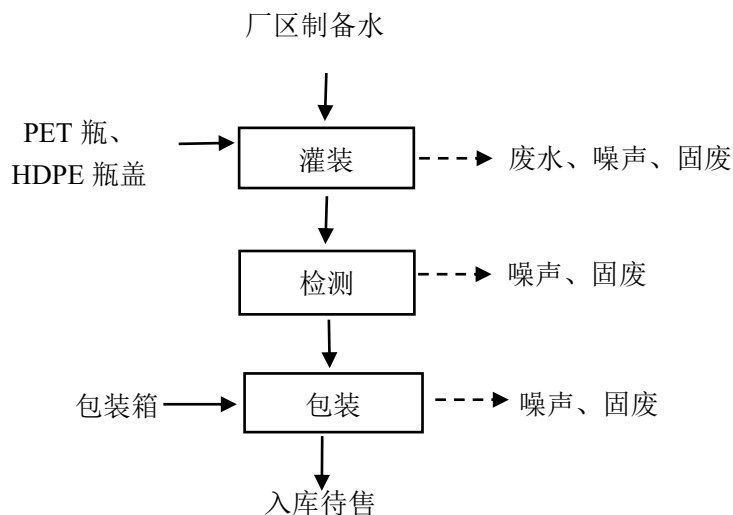 厂区制备水
PET 瓶、
HDPE 瓶盖
灌装
废水、噪声、固废
检测
噪声、固废
包装箱
包装
噪声、固废
入库待售